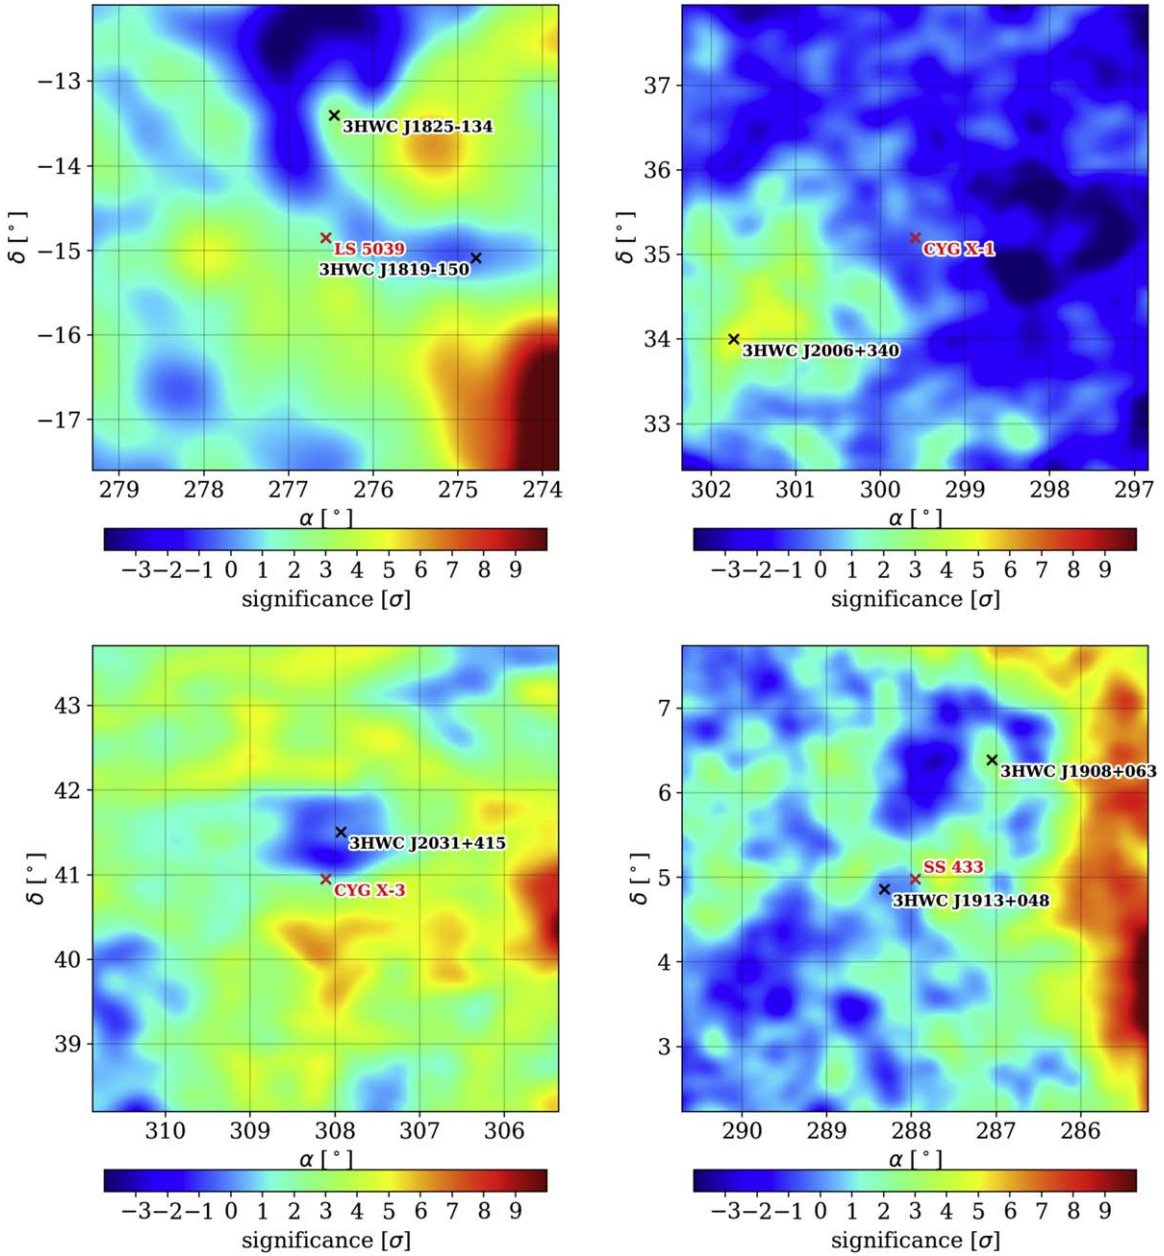 −13
−14
−15
−16
−17
δ [°]
3HWC J1825-134
LS 5039
3HWC J1819-150
279 278 277 276 275 274
α [°]
−3 −2 −1 0 1 2 3 4 5 6 7 8 9
significance [σ]
37
36
35
34
33
δ [°]
CYG X-1
3HWC J2006+340
302 301 300 299 298 297
α [°]
−3 −2 −1 0 1 2 3 4 5 6 7 8 9
significance [σ]
43
42
41
40
39
δ [°]
3HWC J2031+415
CYG X-3
310 309 308 307 306
α [°]
−3 −2 −1 0 1 2 3 4 5 6 7 8 9
significance [σ]
7
6
5
4
3
δ [°]
3HWC J1908+063
SS 433
3HWC J1913+048
290 289 288 287 286
α [°]
−3 −2 −1 0 1 2 3 4 5 6 7 8 9
significance [σ]